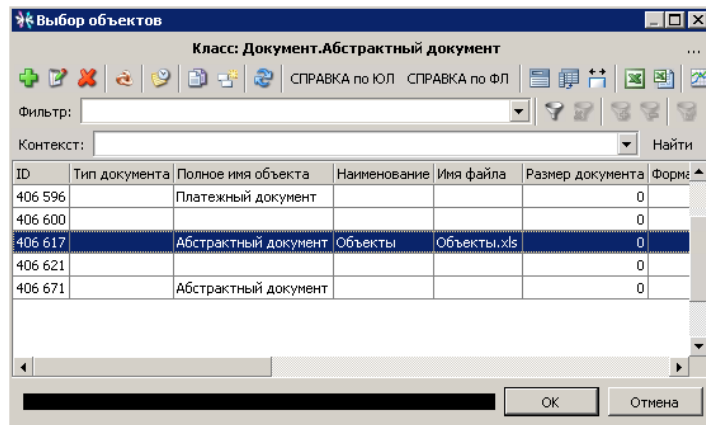 Выбор объектов
Класс: Документ.Абстрактный документ ...
СПРАВКА по ЮЛ СПРАВКА по ФЛ
Фильтр:
Контекст: Найти
ID Тип документа Полное имя объекта Наименование Имя файла Размер документа Форма
406 596 Платежный документ 0
406 600 0
406 617 Абстрактный документ Объекты Объекты.xls 0
406 621 0
406 671 Абстрактный документ 0
OK Отмена